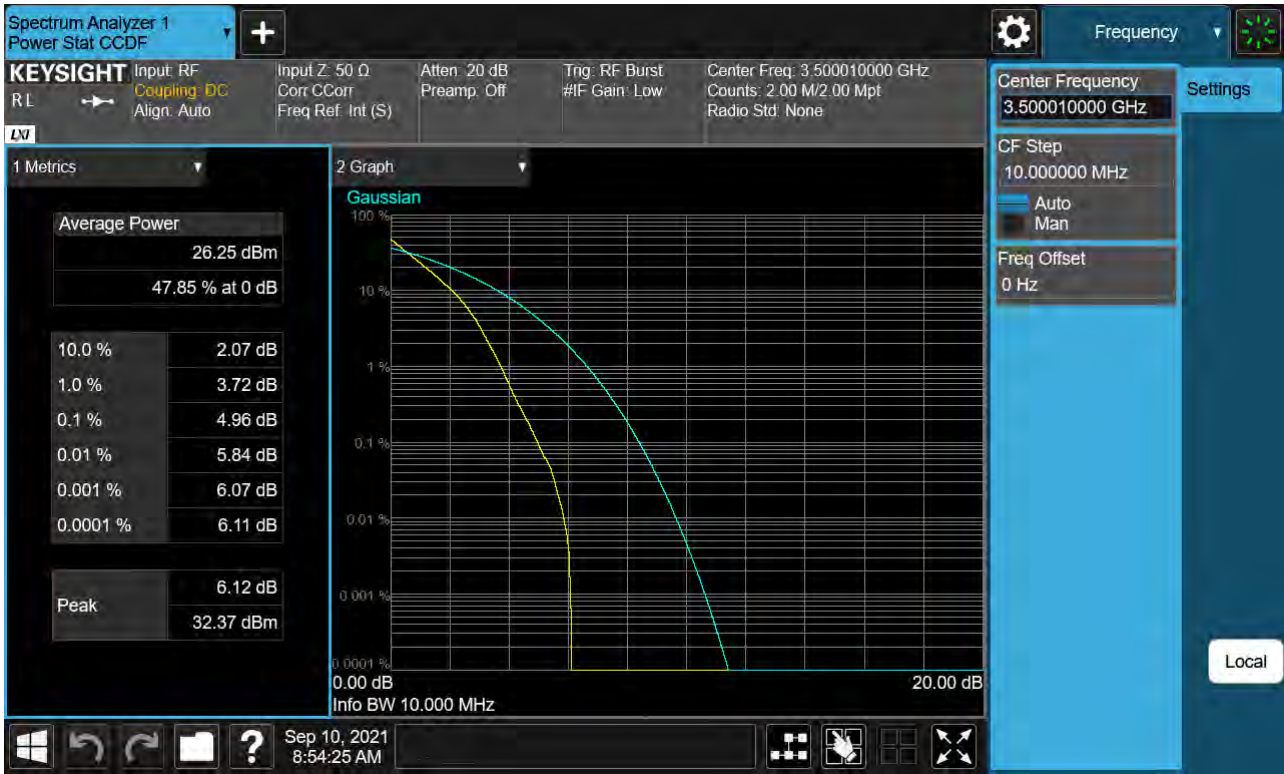 Spectrum Analyzer 1
Power Stat CCDF
Frequency
KEYSIGHT
RL
LXI
Input: RF
Coupling: DC
Align: Auto
Input Z: 50 Ω
Corr CCorr
Freq Ref: Int (S)
Atten: 20 dB
Preamp: Off
Trig: RF Burst
#IF Gain: Low
Center Freq: 3.500010000 GHz
Counts: 2.00 M/2.00 Mpt
Radio Std: None
Center Frequency
3.500010000 GHz
Settings
CF Step
10.000000 MHz
Auto
Man
Freq Offset
0 Hz
1 Metrics
Average Power
26.25 dBm
47.85 % at 0 dB
10.0 % 2.07 dB
1.0 % 3.72 dB
0.1 % 4.96 dB
0.01 % 5.84 dB
0.001 % 6.07 dB
0.0001 % 6.11 dB
Peak
6.12 dB
32.37 dBm
2 Graph
Gaussian
100 %
10 %
1 %
0.1 %
0.01 %
0.001 %
0.0001 %
0.00 dB 20.00 dB
Info BW 10.000 MHz
Local
?
Sep 10, 2021
8:54:25 AM